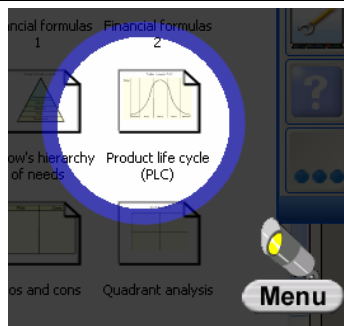 ncial formulas Financial formulas
1 2
ow's hierarchy Product life cycle
of needs (PLC)
os and cons Quadrant analysis
Menu